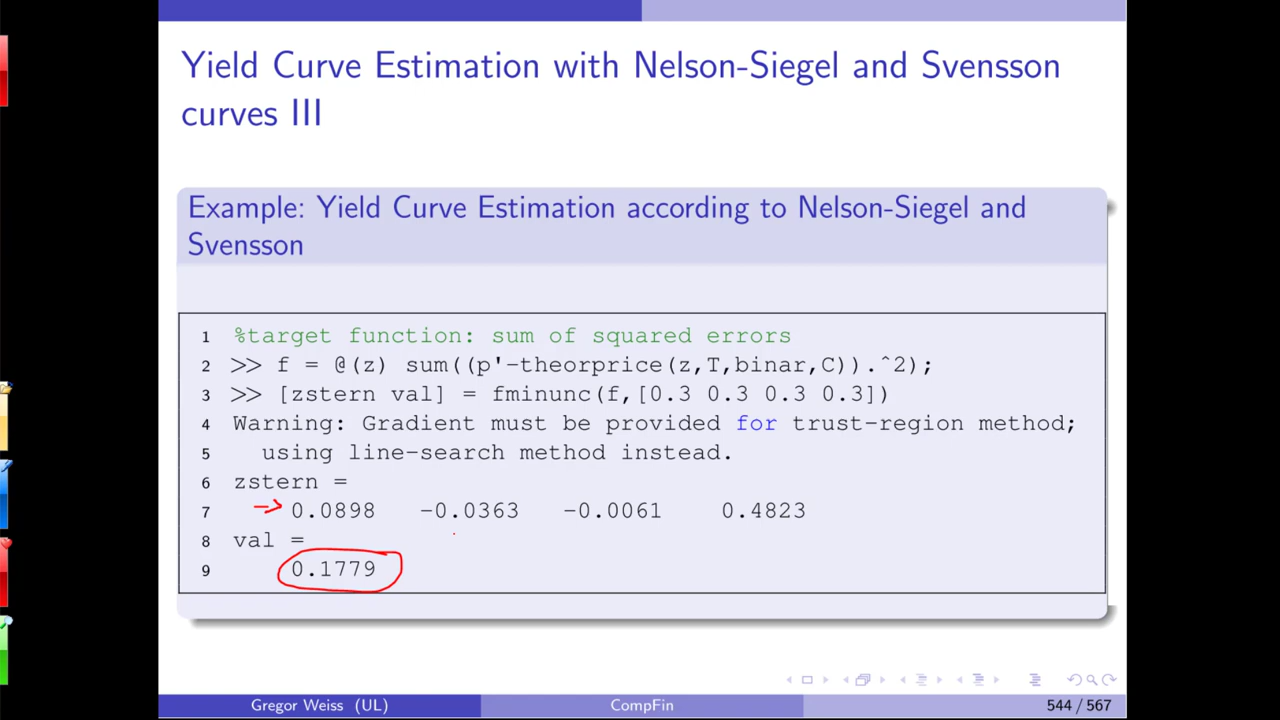 Yield Curve Estimation with Nelson-Siegel and Svensson
curves III
Example: Yield Curve Estimation according to Nelson-Siegel and
Svensson
1 %target function: sum of squared errors
2 >> f = @(z) sum((p'-theorprice(z,T,binar,C)).^2);
3 >> [zstern val] = fminunc(f,[0.3 0.3 0.3 0.3])
4 Warning: Gradient must be provided for trust-region method;
5 using line-search method instead.
6 zstern =
7 0.0898 -0.0363 -0.0061 0.4823
8 val =
9 0.1779
Gregor Weiss (UL) CompFin 544 / 567